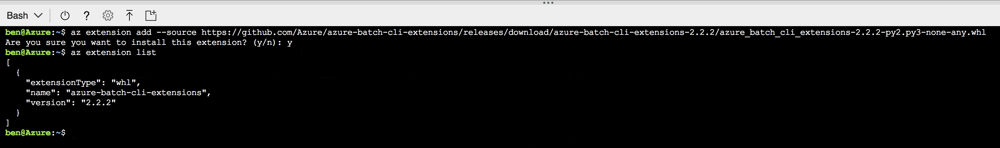 Bash ?
ben@Azure:~$ az extension add --source https://github.com/Azure/azure-batch-cli-extensions/releases/download/azure-batch-cli-extensions-2.2.2/azure_batch_cli_extensions-2.2.2-py2.py3-none-any.whl
Are you sure you want to install this extension? (y/n): y
ben@Azure:~$ az extension list
[
  {
    "extensionType": "whl",
    "name": "azure-batch-cli-extensions",
    "version": "2.2.2"
  }
]
ben@Azure:~$